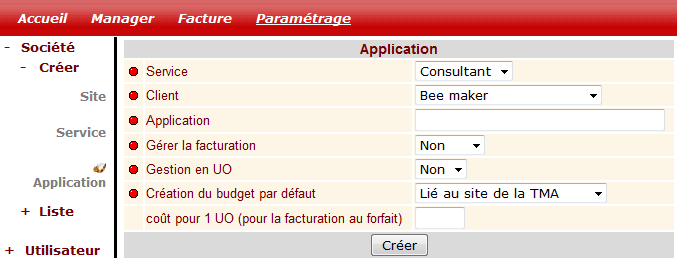 Accueil Manager Facture Paramétrage
- Société
- Créer
Site
Service
Application
+ Liste
+ Utilisateur
Application
Service Consultant
Client Bee maker
Application
Gérer la facturation Non
Gestion en UO Non
Création du budget par défaut Lié au site de la TMA
coût pour 1 UO (pour la facturation au forfait)
Créer